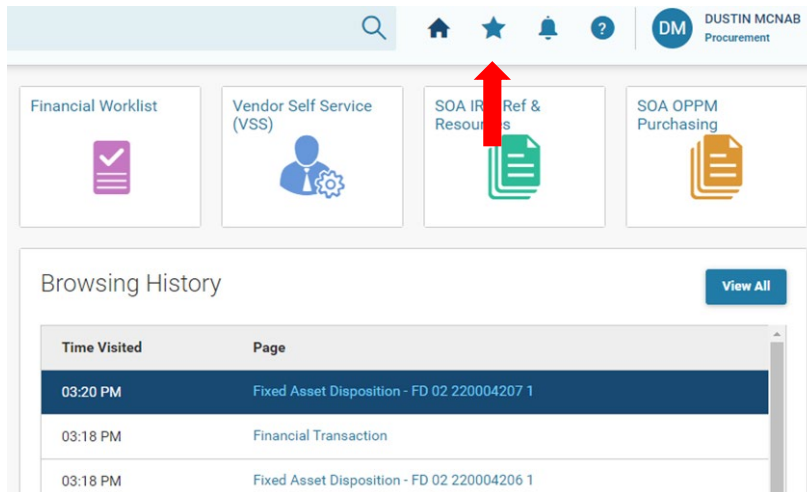 DM
DUSTIN MCNAB
Procurement
Financial Worklist
Vendor Self Service
(VSS)
SOA Ref &
Resources
SOA OPPM
Purchasing
Browsing History
View All
Time Visited
Page
03:20 PM
Fixed Asset Disposition - FD 02 220004207 1
03:18 PM
Financial Transaction
03:18 PM
Fixed Asset Disposition - FD 02 220004206 1